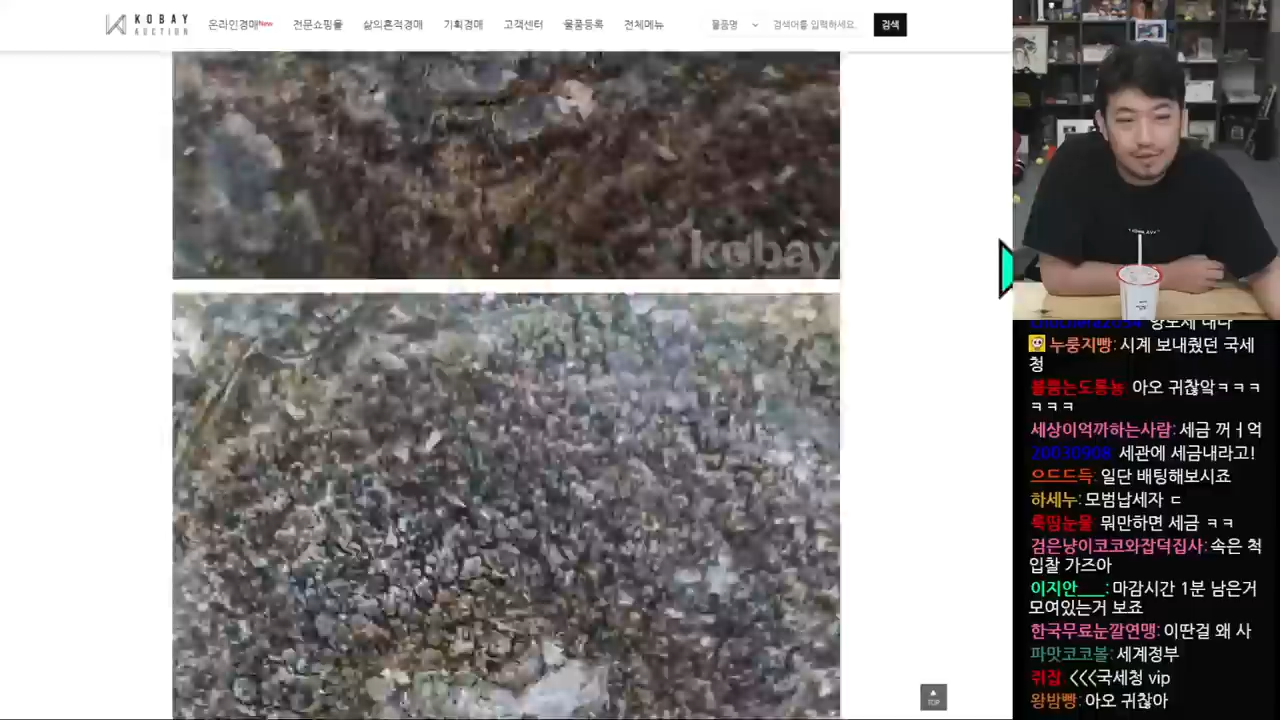 KOBAY
AUCTION
온라인경매New 전문쇼핑몰 삶의흔적경매 기획경매 고객센터 물품등록 전체메뉴
물품명 검색어를 입력하세요. 검색
kobay
누룽지빵: 시계 보내줬던 국세
청
불뿜는도롱뇽: 아오 귀찮악ㅋㅋㅋ
ㅋㅋㅋ
세상이억까하는사람: 세금 꺼ㅓ억
20030908: 세관에 세금내라고!
으드드득: 일단 배팅해보시죠
하세누: 모범납세자 ㄷ
룩땀눈물: 뭐만하면 세금 ㅋㅋ
검은냥이코코와잡덕집사: 속은 척
입찰 가즈아
이지안___: 마감시간 1분 남은거
모여있는거 보죠
한국무료눈깔연맹: 이딴걸 왜 사
파맛코코볼: 세계정부
쥐잡: <<<국세청 vip
왕밤빵: 아오 귀찮아
TOP